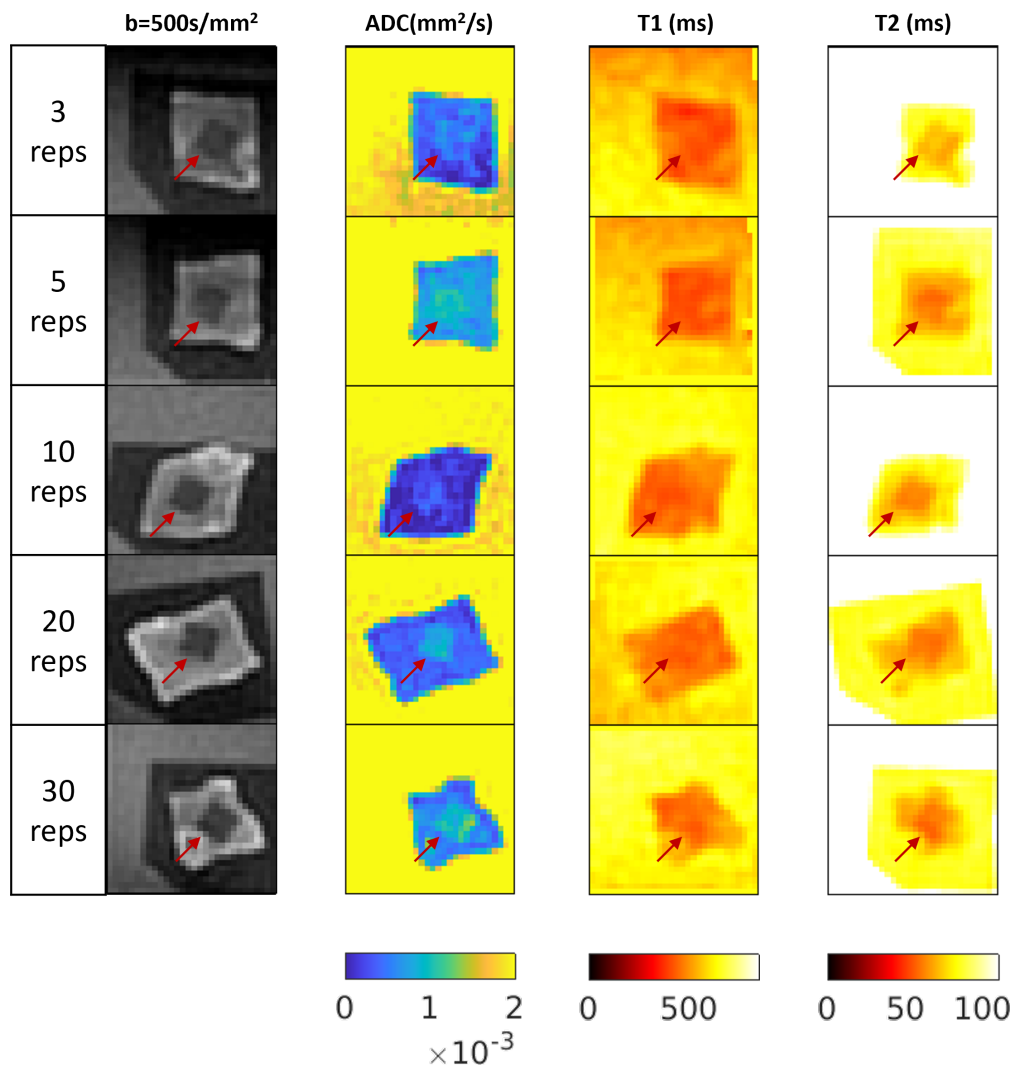 b=500s/mm² ADC(mm²/s) T1 (ms) T2 (ms)
3
reps
5
reps
10
reps
20
reps
30
reps
0 1 2 0 500 0 50 100
×10⁻³